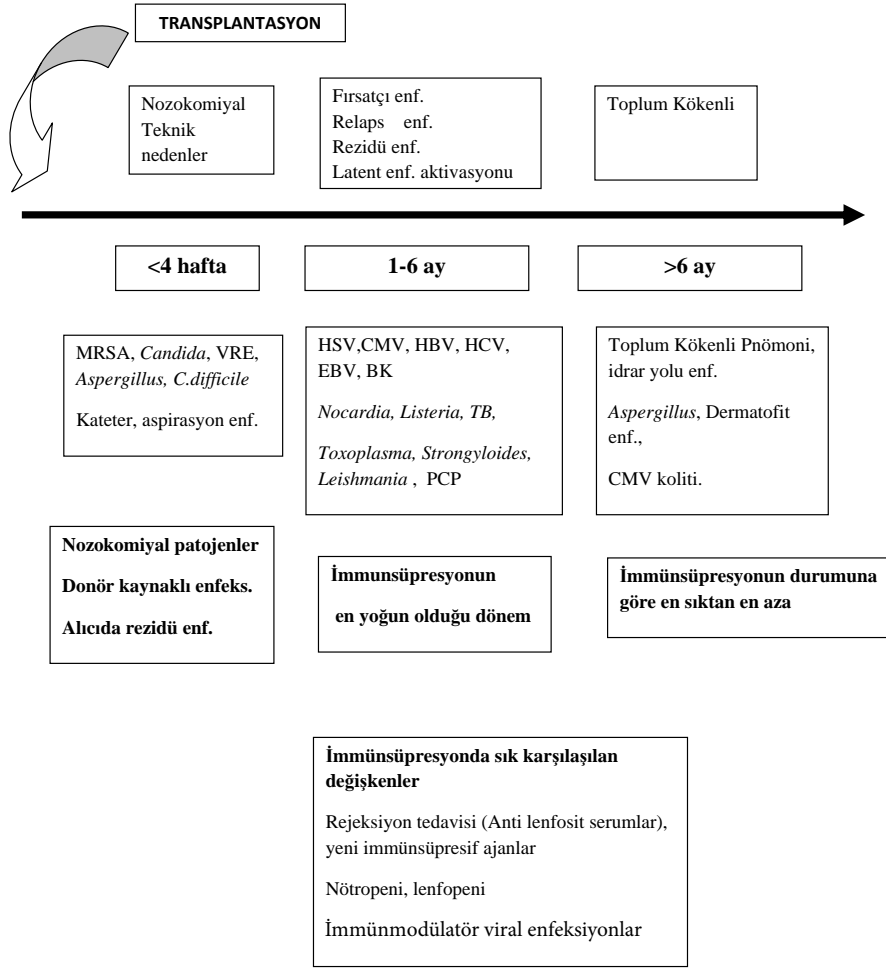 TRANSPLANTASYON
Nozokomiyal
Teknik
nedenler
Fırsatçı enf.
Relaps enf.
Rezidü enf.
Latent enf. aktivasyonu
Toplum Kökenli
<4 hafta
1-6 ay
>6 ay
MRSA, Candida, VRE,
Aspergillus, C.difficile
Kateter, aspirasyon enf.
HSV,CMV, HBV, HCV,
EBV, BK
Nocardia, Listeria, TB,
Toxoplasma, Strongyloides,
Leishmania , PCP
Toplum Kökenli Pnömoni,
idrar yolu enf.
Aspergillus, Dermatofit
enf.,
CMV koliti.
Nozokomiyal patojenler
Donör kaynaklı enfeks.
Alıcıda rezidü enf.
İmmunsüpresyonun
en yoğun olduğu dönem
İmmünsüpresyonun durumuna
göre en sıktan en aza
İmmünsüpresyonda sık karşılaşılan
değişkenler
Rejeksiyon tedavisi (Anti lenfosit serumlar),
yeni immünsüpresif ajanlar
Nötropeni, lenfopeni
İmmünmodülatör viral enfeksiyonlar